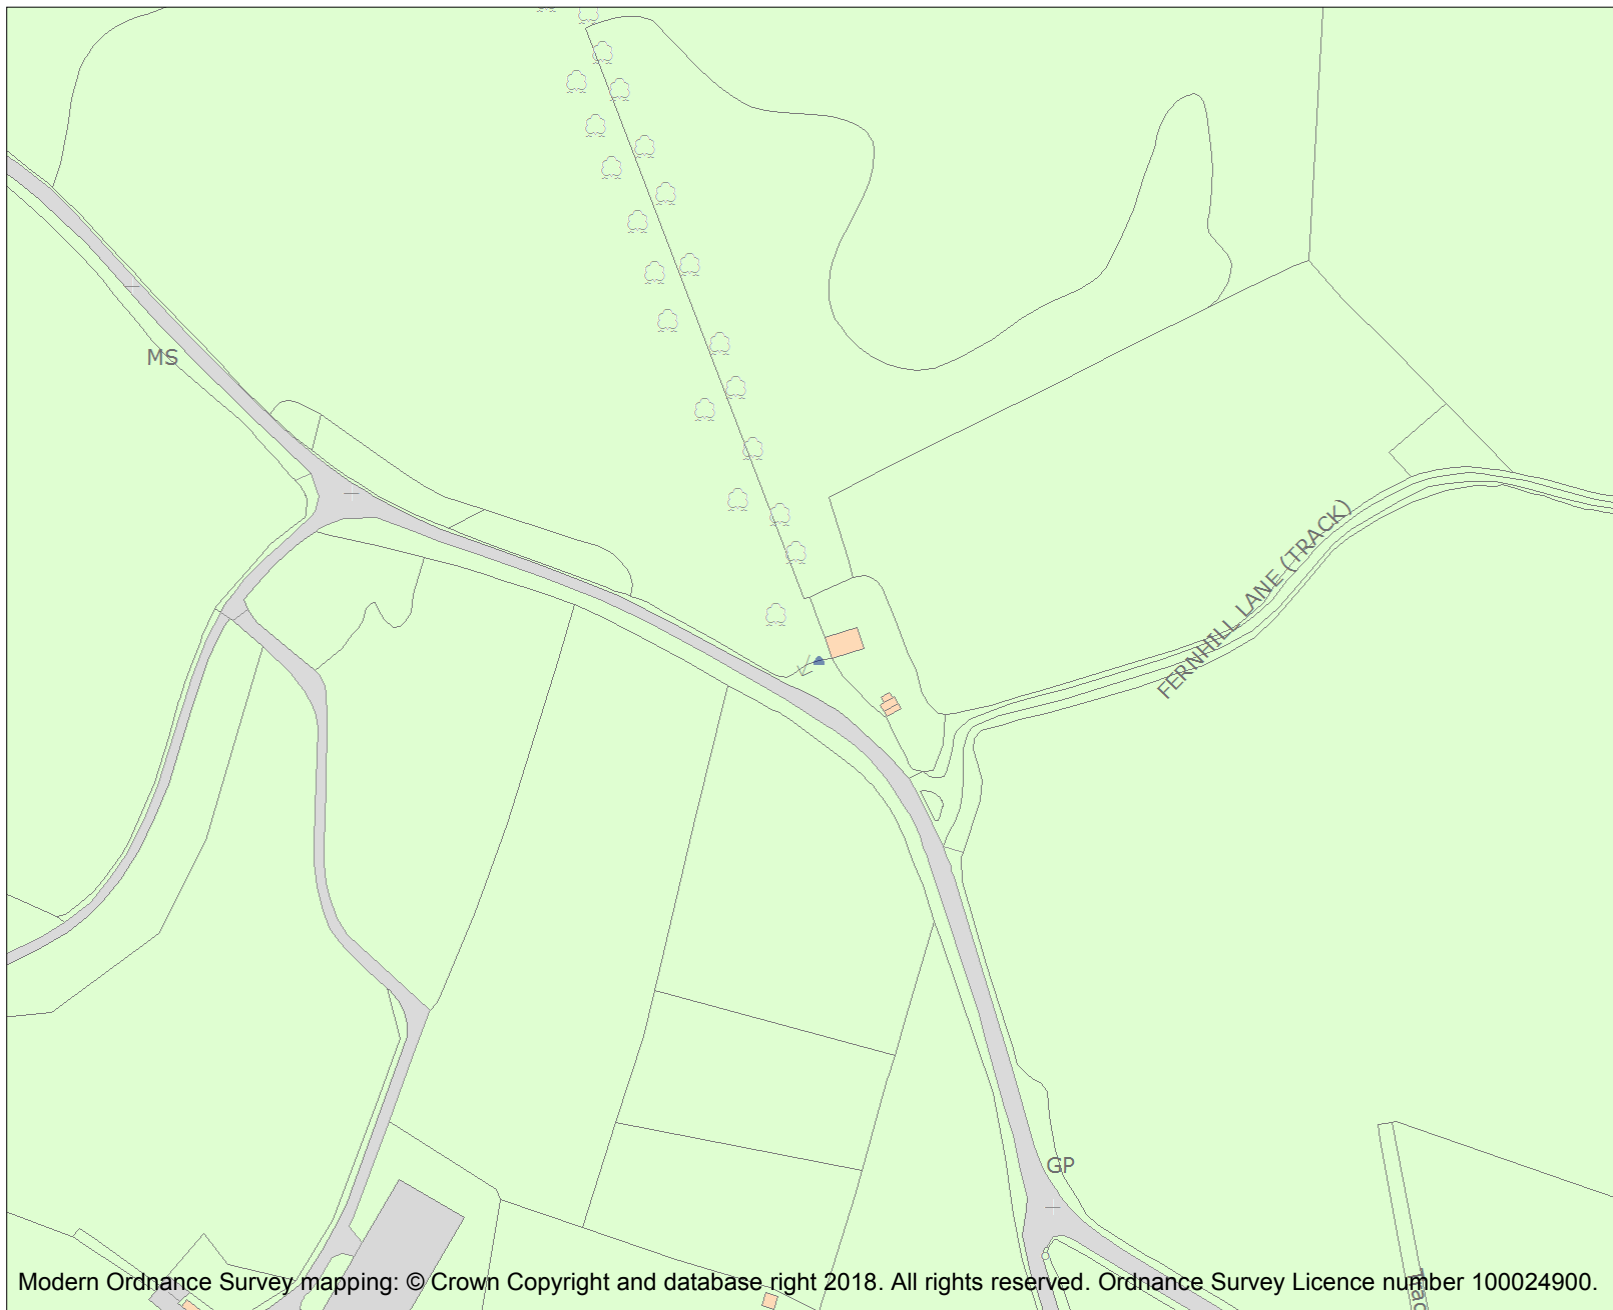 MS
FERNHILL LANE (TRACK)
GP
Modern Ordnance Survey mapping: © Crown Copyright and database right 2018. All rights reserved. Ordnance Survey Licence number 100024900.